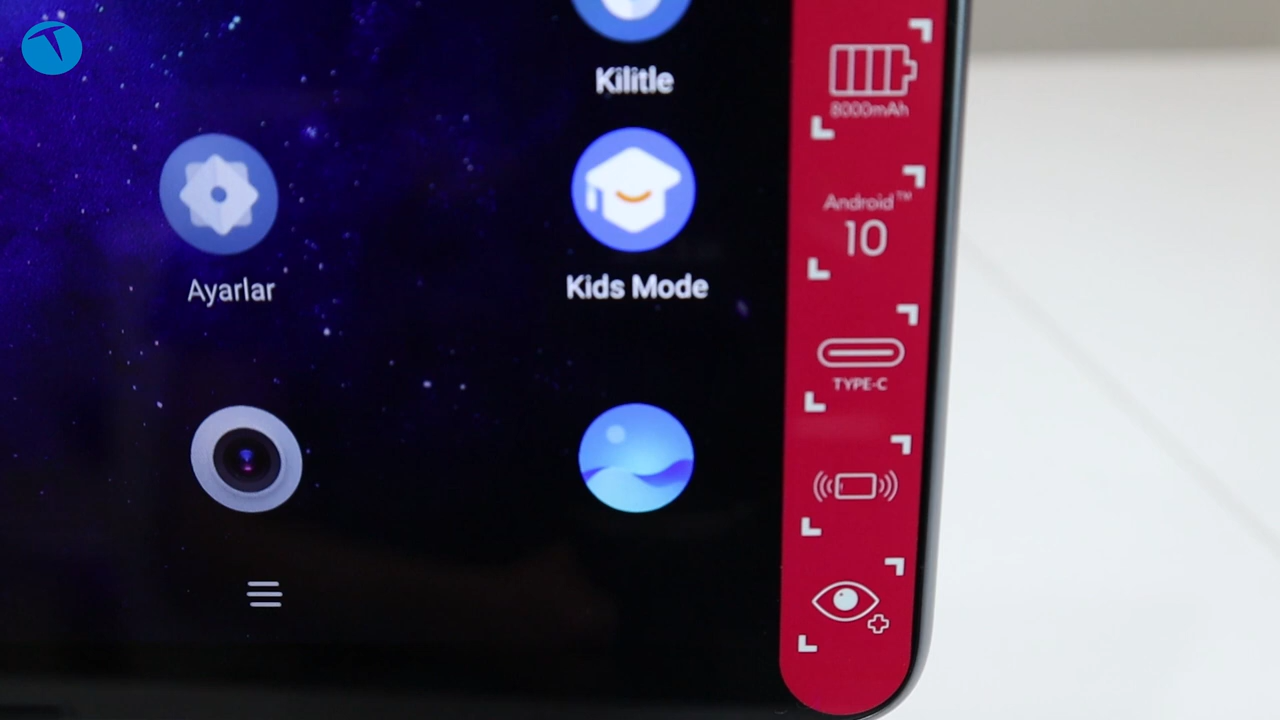 Kilitle
8000mAh
Android™
10
Ayarlar
Kids Mode
TYPE-C